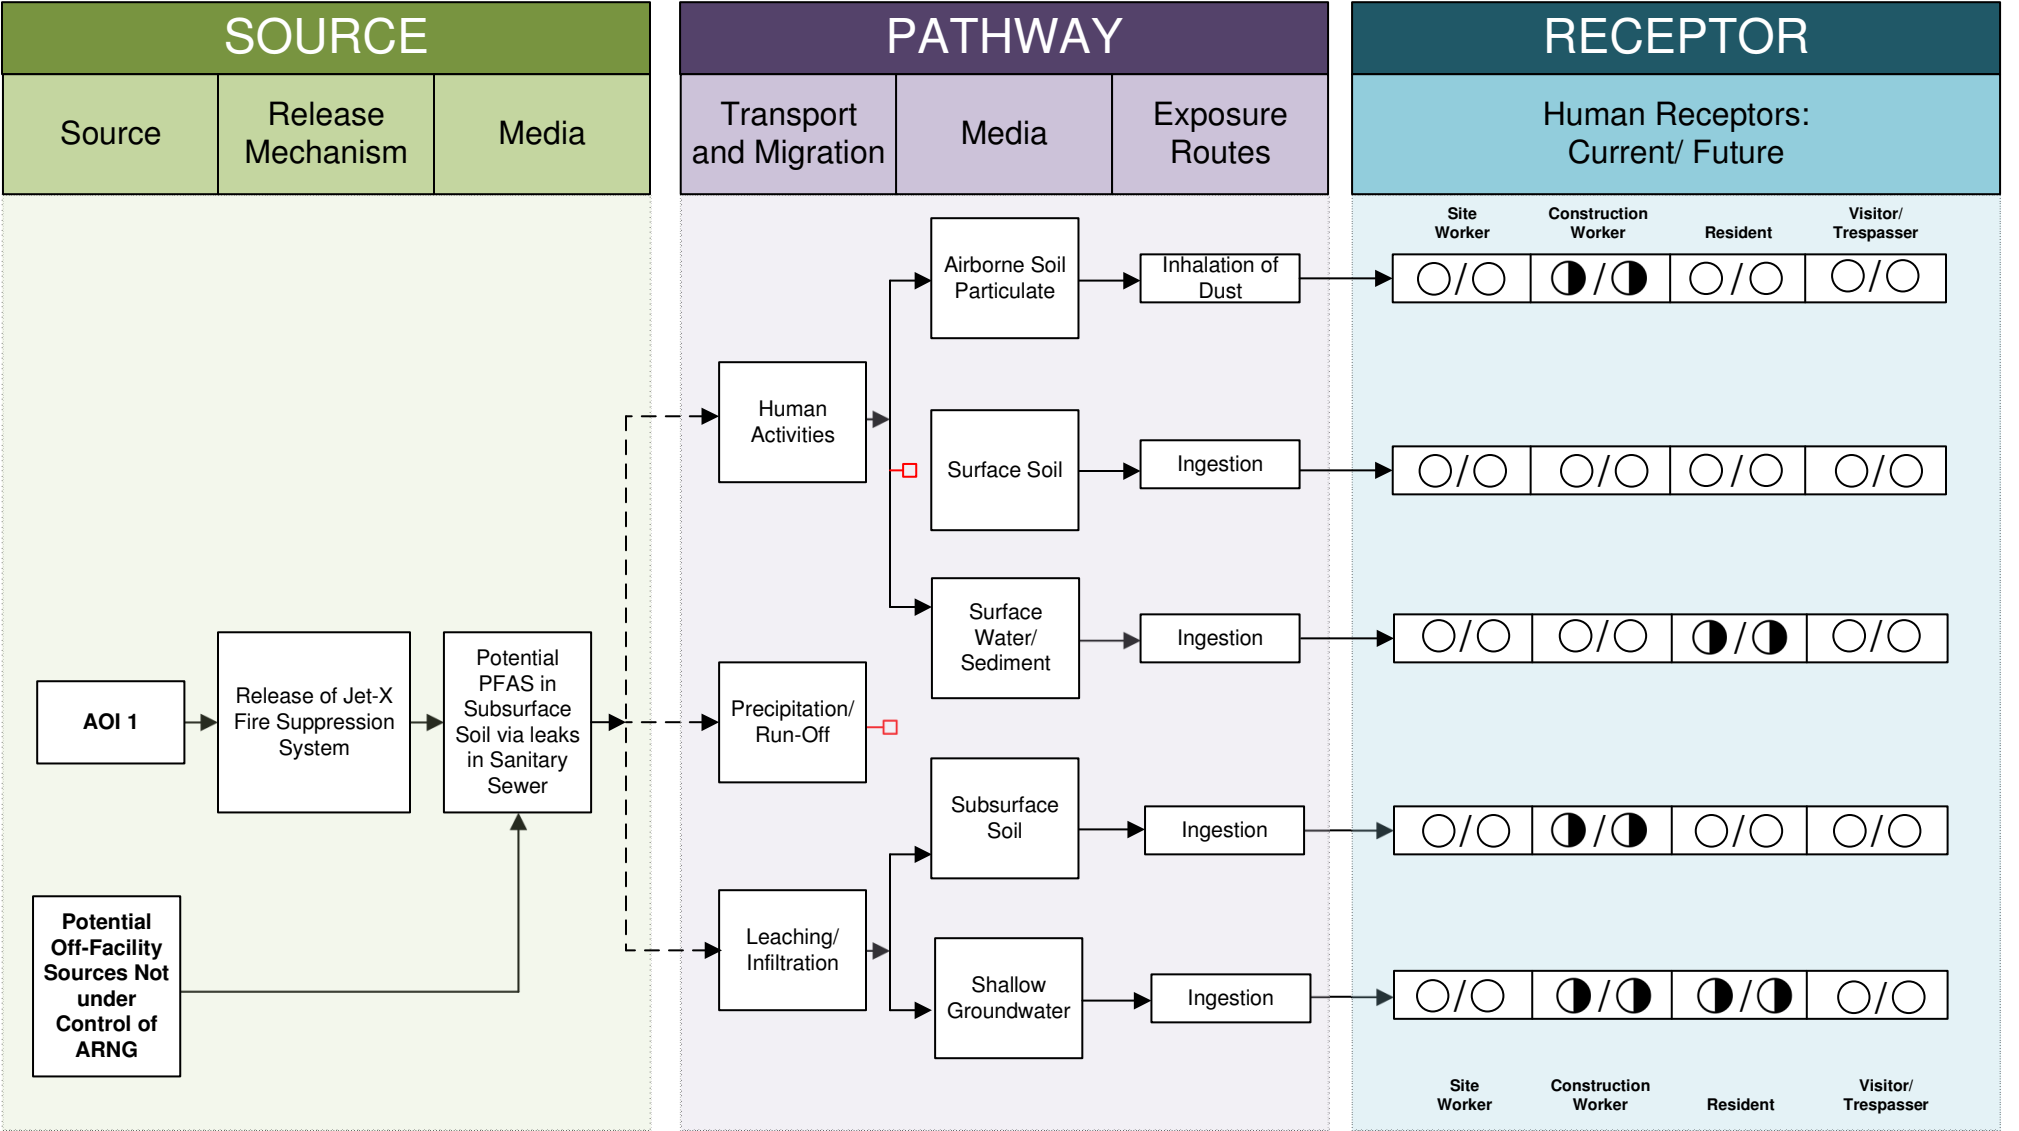 SOURCE
PATHWAY
RECEPTOR
Source
Release
Mechanism
Media
Transport
and Migration
Media
Exposure
Routes
Human Receptors:
Current/ Future
Site
Worker
Construction
Worker
Resident
Visitor/
Trespasser
Airborne Soil
Particulate
Inhalation of
Dust
/
/
/
/
Human
Activities
Surface Soil
Ingestion
/
/
/
/
Surface
Water/
Sediment
Ingestion
/
/
/
/
AOI 1
Release of Jet-X
Fire Suppression
System
Potential
PFAS in
Subsurface
Soil via leaks
in Sanitary
Sewer
Precipitation/
Run-Off
Subsurface
Soil
Ingestion
/
/
/
/
Potential
Off-Facility
Sources Not
under
Control of
ARNG
Leaching/
Infiltration
Shallow
Groundwater
Ingestion
/
/
/
/
Site
Worker
Construction
Worker
Resident
Visitor/
Trespasser